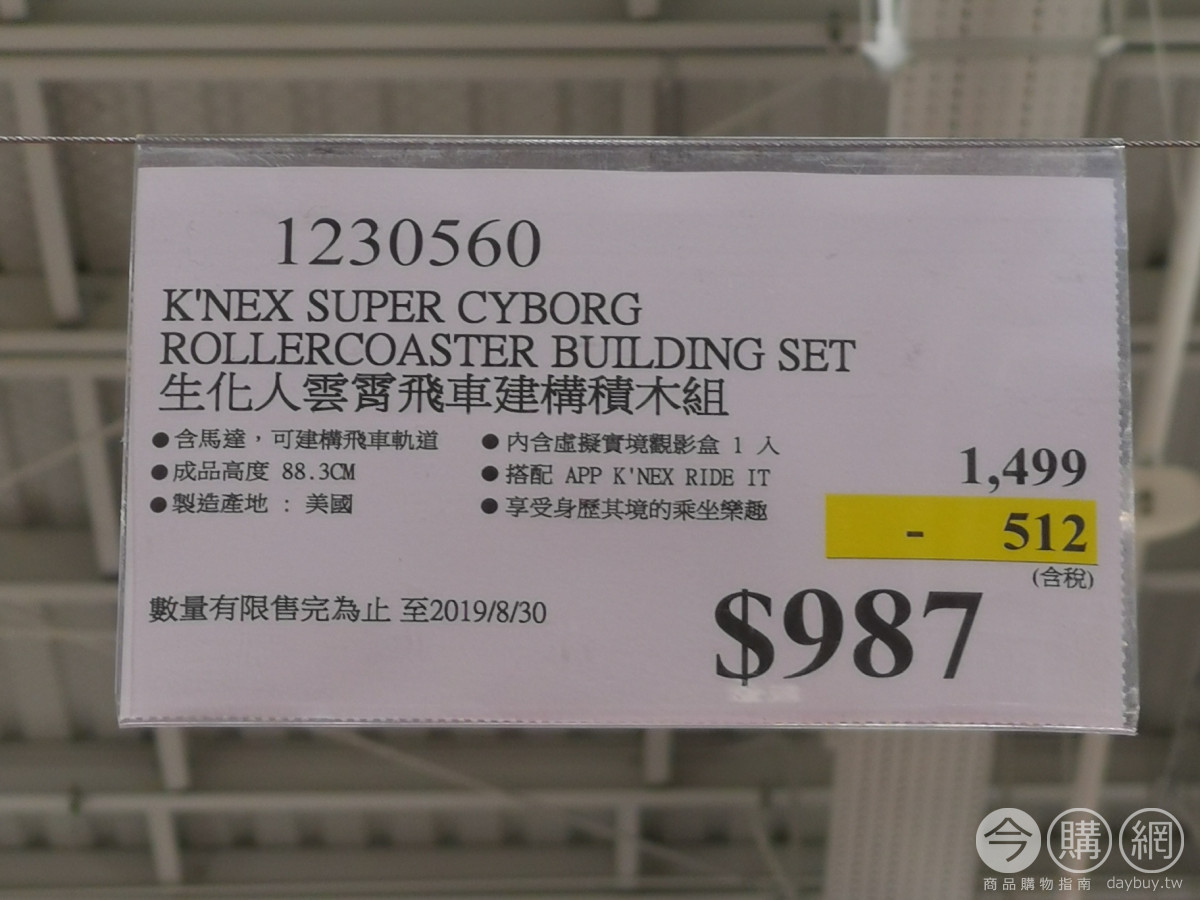 1230560
K'NEX SUPER CYBORG
ROLLERCOASTER BUILDING SET
生化人雲霄飛車建構積木組
●含馬達，可建構飛車軌道
●成品高度 88.3CM
●製造產地 : 美國
●內含虛擬實境觀影盒 1 入
●搭配 APP K'NEX RIDE IT
●享受身歷其境的乘坐樂趣
1,499
- 512
(含稅)
$987
數量有限售完為止 至2019/8/30
今購網
商品購物指南 daybuy.tw